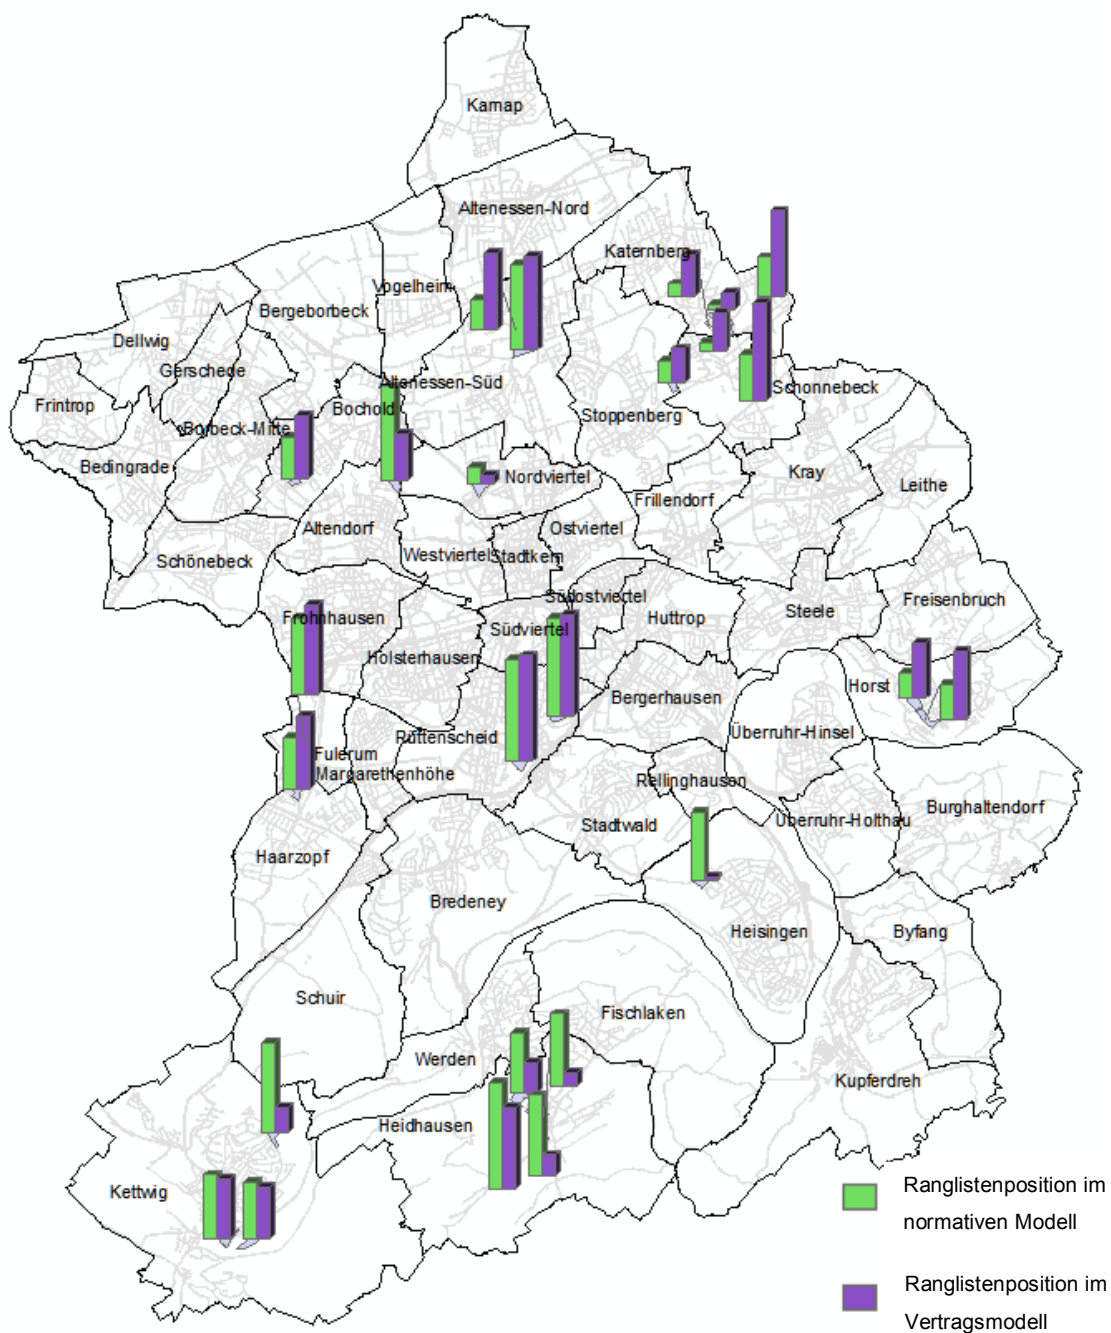 Karnap
Altenessen-Nord
Katernberg
Vogelheim
Bergeborbeck
Dellwig
Gerschede
Altenessen-Süd
Schonnebeck
Frintrop
Bochold
Stoppenberg
Borbeck-Mitte
Bedingrade
Nordviertel
Kray
Leithe
Frillendorf
Altendorf
Ostviertel
Westviertel
Stadtkern
Schönebeck
Südostviertel
Freisenbruch
Frohnhausen
Südviertel
Huttrop
Steele
Holsterhausen
Horst
Bergerhausen
Rüttenscheid
Überruhr-Hinsel
Fulerum
Margarethenhöhe
Rellinghausen
Burghaltendorf
Stadtwald
Überruhr-Holthau
Haarzopf
Bredeney
Heisingen
Byfang
Schuir
Fischlaken
Werden
Kupferdreh
Heidhausen
Kettwig
Ranglistenposition im
normativen Modell
Ranglistenposition im
Vertragsmodell